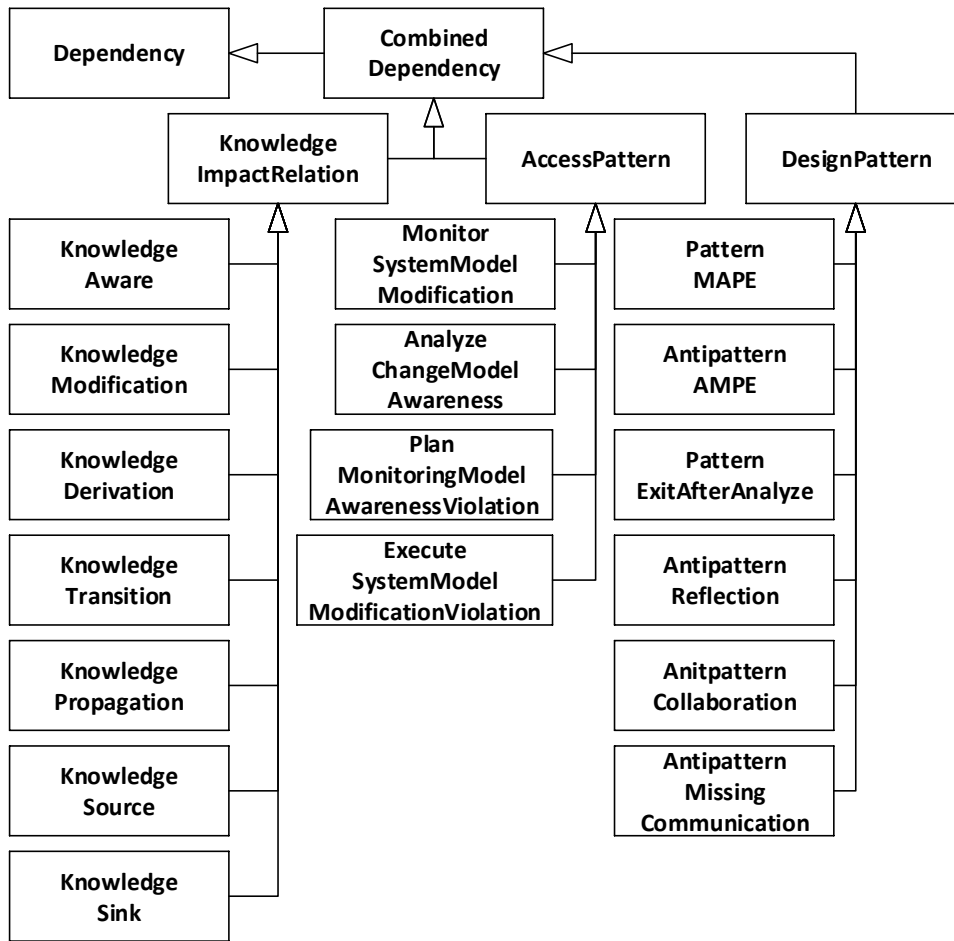 Dependency
Combined
Dependency
Knowledge
ImpactRelation
AccessPattern
DesignPattern
Knowledge
Aware
Knowledge
Modification
Knowledge
Derivation
Knowledge
Transition
Knowledge
Propagation
Knowledge
Source
Knowledge
Sink
Monitor
SystemModel
Modification
Analyze
ChangeModel
Awareness
Plan
MonitoringModel
AwarenessViolation
Execute
SystemModel
ModificationViolation
Pattern
MAPE
Antipattern
AMPE
Pattern
ExitAfterAnalyze
Antipattern
Reflection
Anitpattern
Collaboration
Antipattern
Missing
Communication